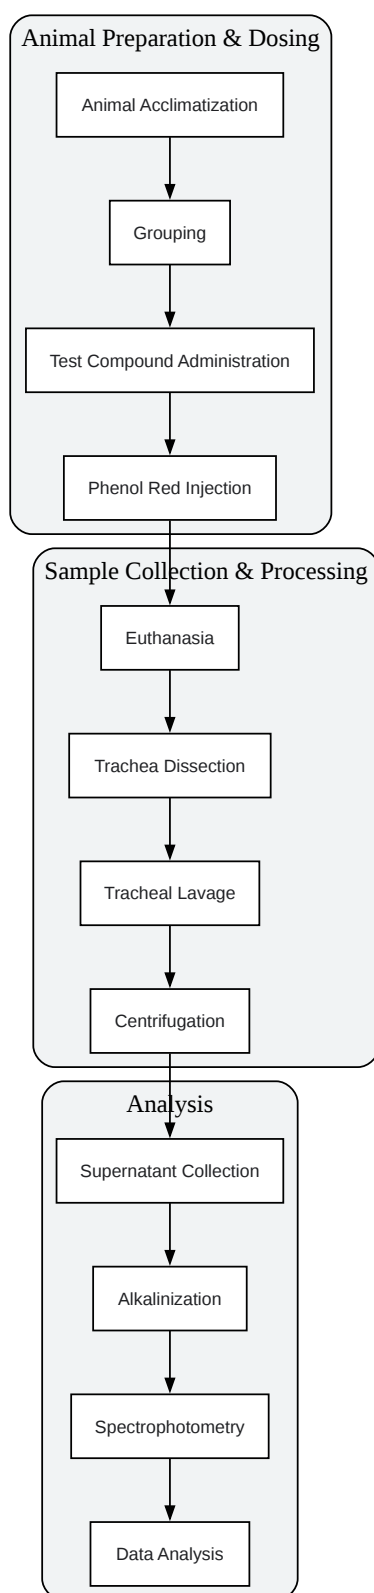 Animal Preparation & Dosing
Animal Acclimatization
Grouping
Test Compound Administration
Phenol Red Injection
Sample Collection & Processing
Euthanasia
Trachea Dissection
Tracheal Lavage
Centrifugation
Analysis
Supernatant Collection
Alkalinization
Spectrophotometry
Data Analysis